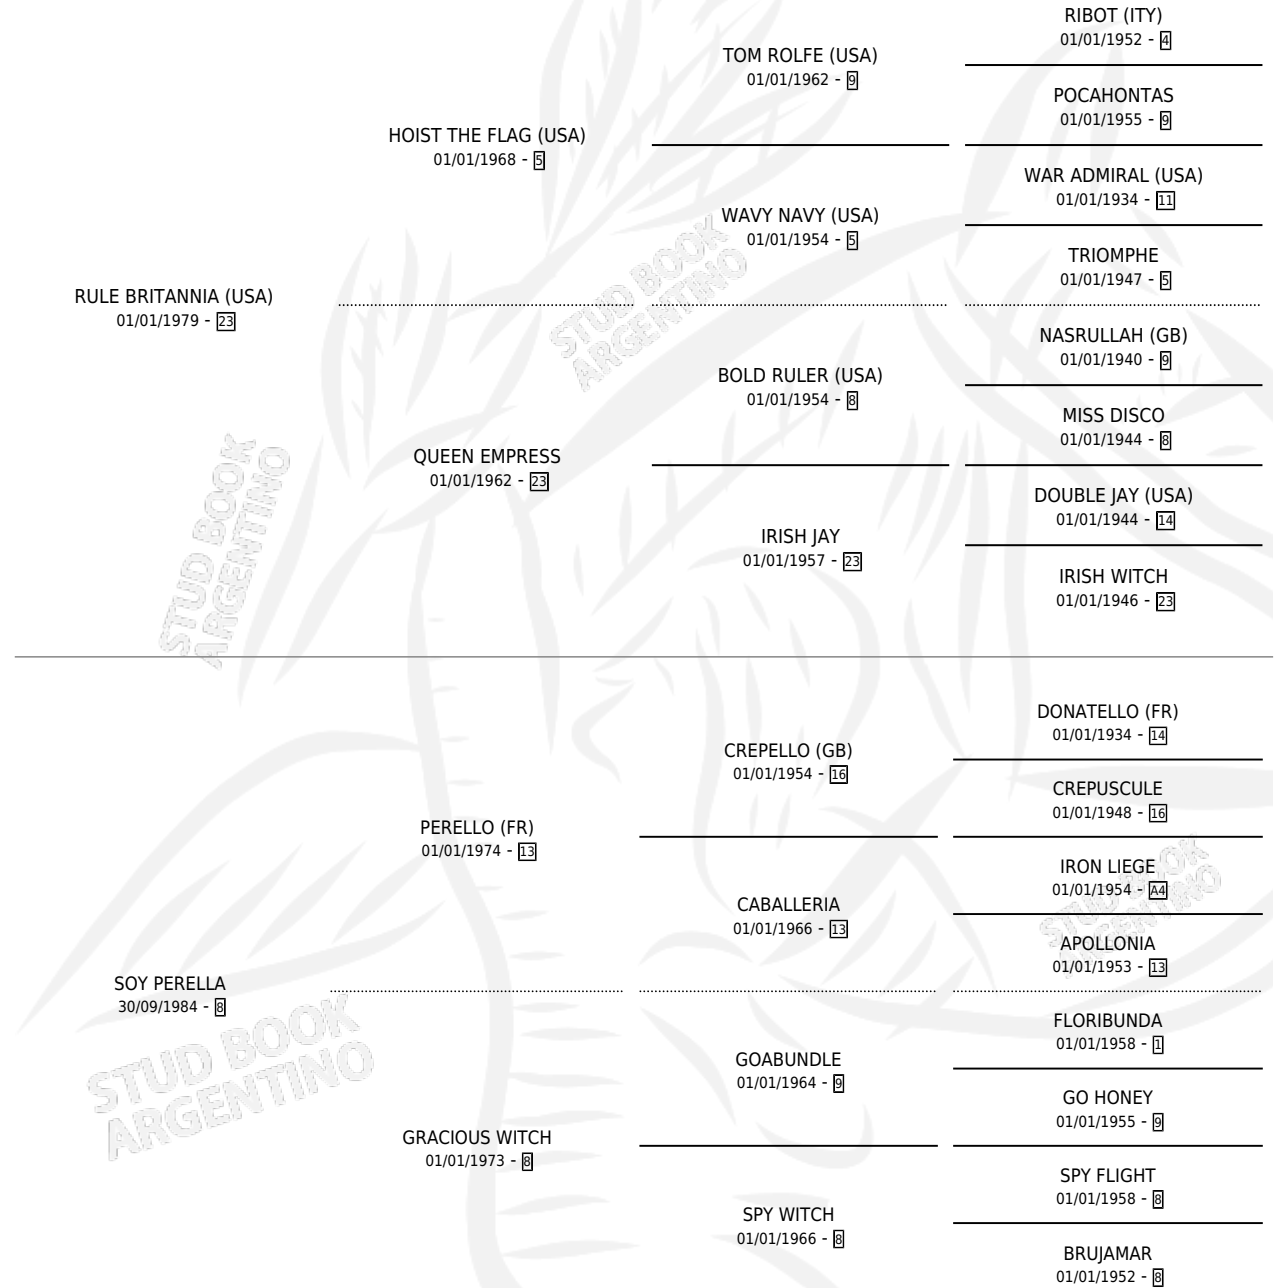 RIBOT (ITY)
01/01/1952 - 4
TOM ROLFE (USA)
01/01/1962 - 9
POCAHONTAS
01/01/1955 - 9
HOIST THE FLAG (USA)
01/01/1968 - 5
WAR ADMIRAL (USA)
01/01/1934 - 11
WAVY NAVY (USA)
01/01/1954 - 5
TRIOMPHE
01/01/1947 - 5
RULE BRITANNIA (USA)
01/01/1979 - 23
STUD BOOK
ARGENTINO
NASRULLAH (GB)
01/01/1940 - 9
BOLD RULER (USA)
01/01/1954 - 8
MISS DISCO
01/01/1944 - 8
QUEEN EMPRESS
01/01/1962 - 23
STUD BOOK
ARGENTINO
DOUBLE JAY (USA)
01/01/1944 - 14
IRISH JAY
01/01/1957 - 23
IRISH WITCH
01/01/1946 - 23
DONATELLO (FR)
01/01/1934 - 14
CREPELLO (GB)
01/01/1954 - 16
CREPUSCULE
01/01/1948 - 16
PERELLO (FR)
01/01/1974 - 13
IRON LIEGE
01/01/1954 - A4
STUD BOOK
ARGENTINO
CABALLERIA
01/01/1966 - 13
APOLLONIA
01/01/1953 - 13
SOY PERELLA
30/09/1984 - 8
STUD BOOK
ARGENTINO
FLORIBUNDA
01/01/1958 - 1
GOABUNDLE
01/01/1964 - 9
GO HONEY
01/01/1955 - 9
GRACIOUS WITCH
01/01/1973 - 8
SPY FLIGHT
01/01/1958 - 8
SPY WITCH
01/01/1966 - 8
BRUJAMAR
01/01/1952 - 8